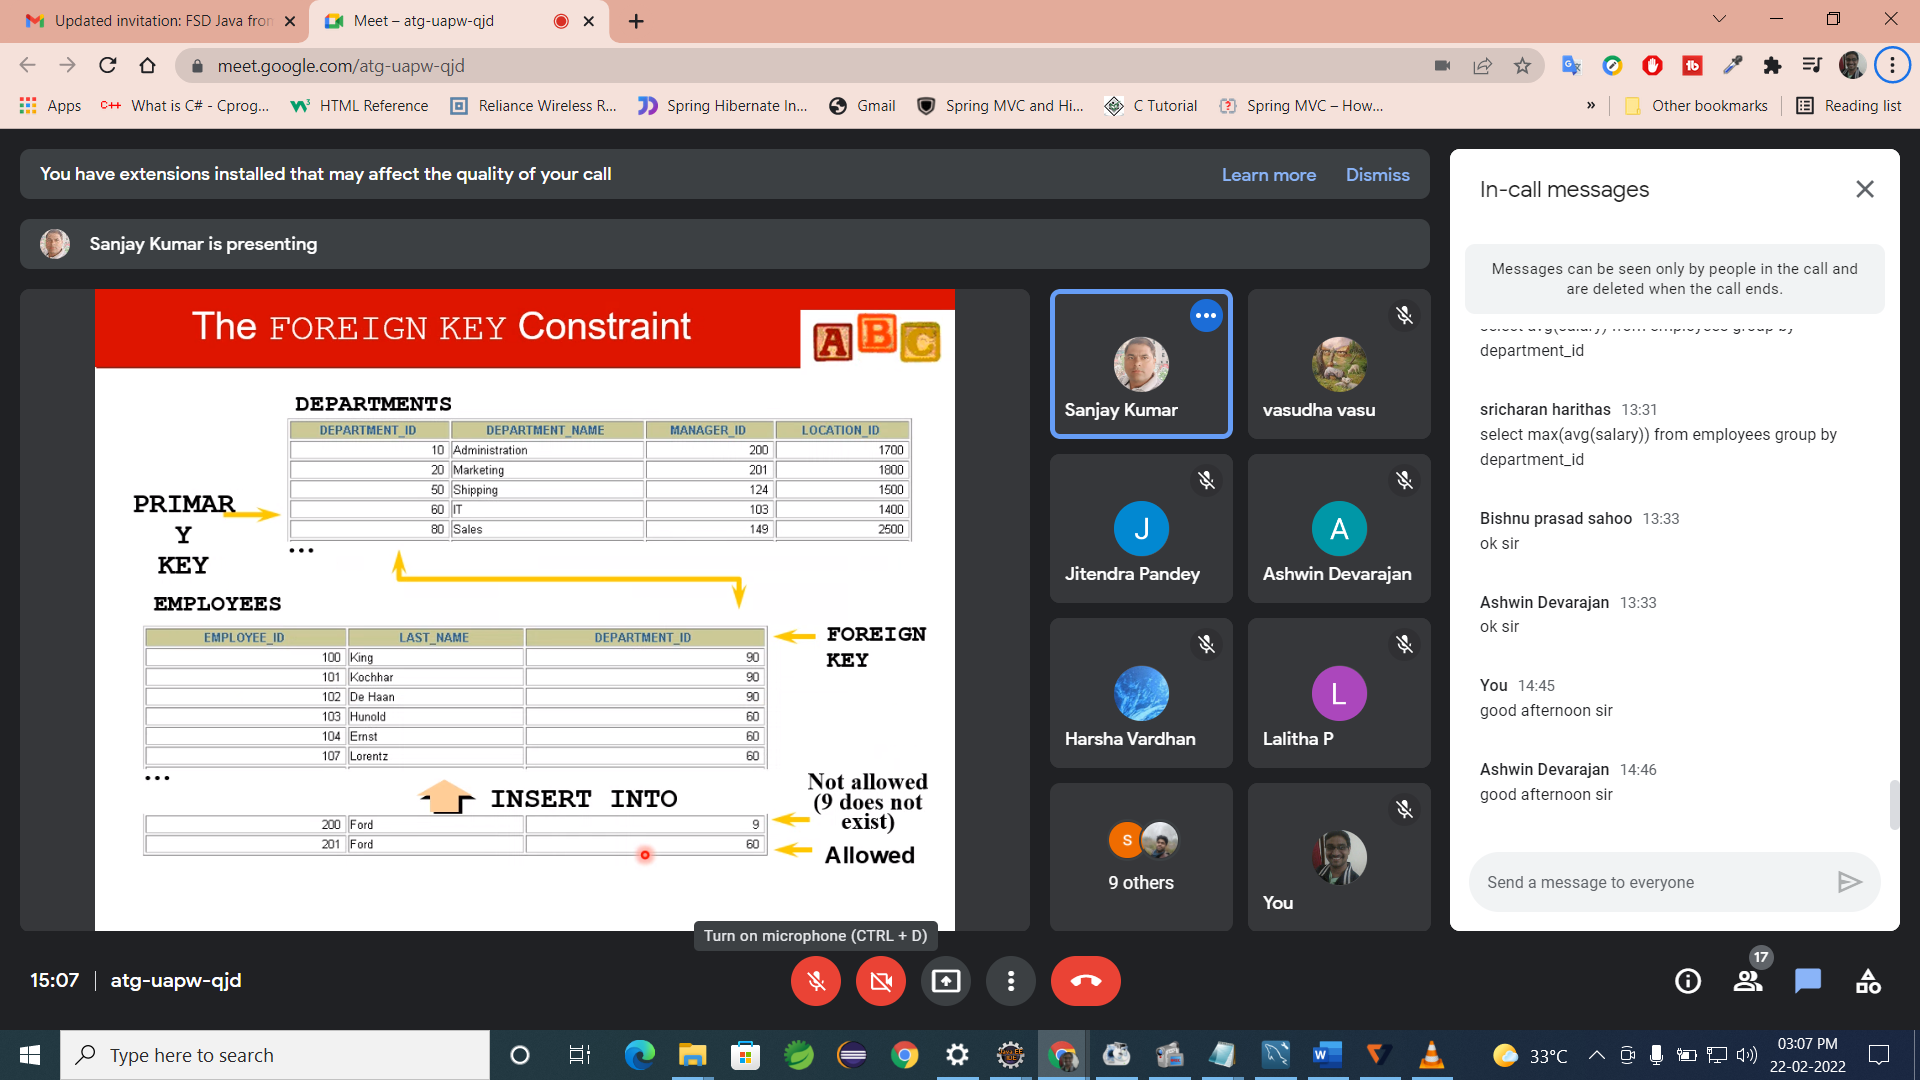 Updated invitation: FSD Java fron
Meet – atg-uapw-qjd
meet.google.com/atg-uapw-qjd
Apps
C++ What is C# - Cprog...
HTML Reference
Reliance Wireless R...
Spring Hibernate In...
Gmail
Spring MVC and Hi...
C Tutorial
Spring MVC – How...
»
Other bookmarks
Reading list
You have extensions installed that may affect the quality of your call
Learn more
Dismiss
Sanjay Kumar is presenting
The FOREIGN KEY Constraint
A B C
DEPARTMENTS
DEPARTMENT_ID DEPARTMENT_NAME MANAGER_ID LOCATION_ID
10 Administration 200 1700
20 Marketing 201 1800
50 Shipping 124 1500
60 IT 103 1400
80 Sales 149 2500
...
PRIMAR
Y
KEY
EMPLOYEES
EMPLOYEE_ID LAST_NAME DEPARTMENT_ID
100 King 90
101 Kochhar 90
102 De Haan 90
103 Hunold 60
104 Ernst 60
107 Lorentz 60
...
FOREIGN
KEY
INSERT INTO
200 Ford 9
201 Ford 60
Not allowed
(9 does not
exist)
Allowed
Sanjay Kumar
vasudha vasu
J
Jitendra Pandey
A
Ashwin Devarajan
Harsha Vardhan
L
Lalitha P
S
9 others
You
In-call messages
Messages can be seen only by people in the call and
are deleted when the call ends.
select avg(salary) from employees group by
department_id
sricharan harithas 13:31
select max(avg(salary)) from employees group by
department_id
Bishnu prasad sahoo 13:33
ok sir
Ashwin Devarajan 13:33
ok sir
You 14:45
good afternoon sir
Ashwin Devarajan 14:46
good afternoon sir
Send a message to everyone
Turn on microphone (CTRL + D)
15:07 | atg-uapw-qjd
17
Type here to search
33°C
03:07 PM
22-02-2022